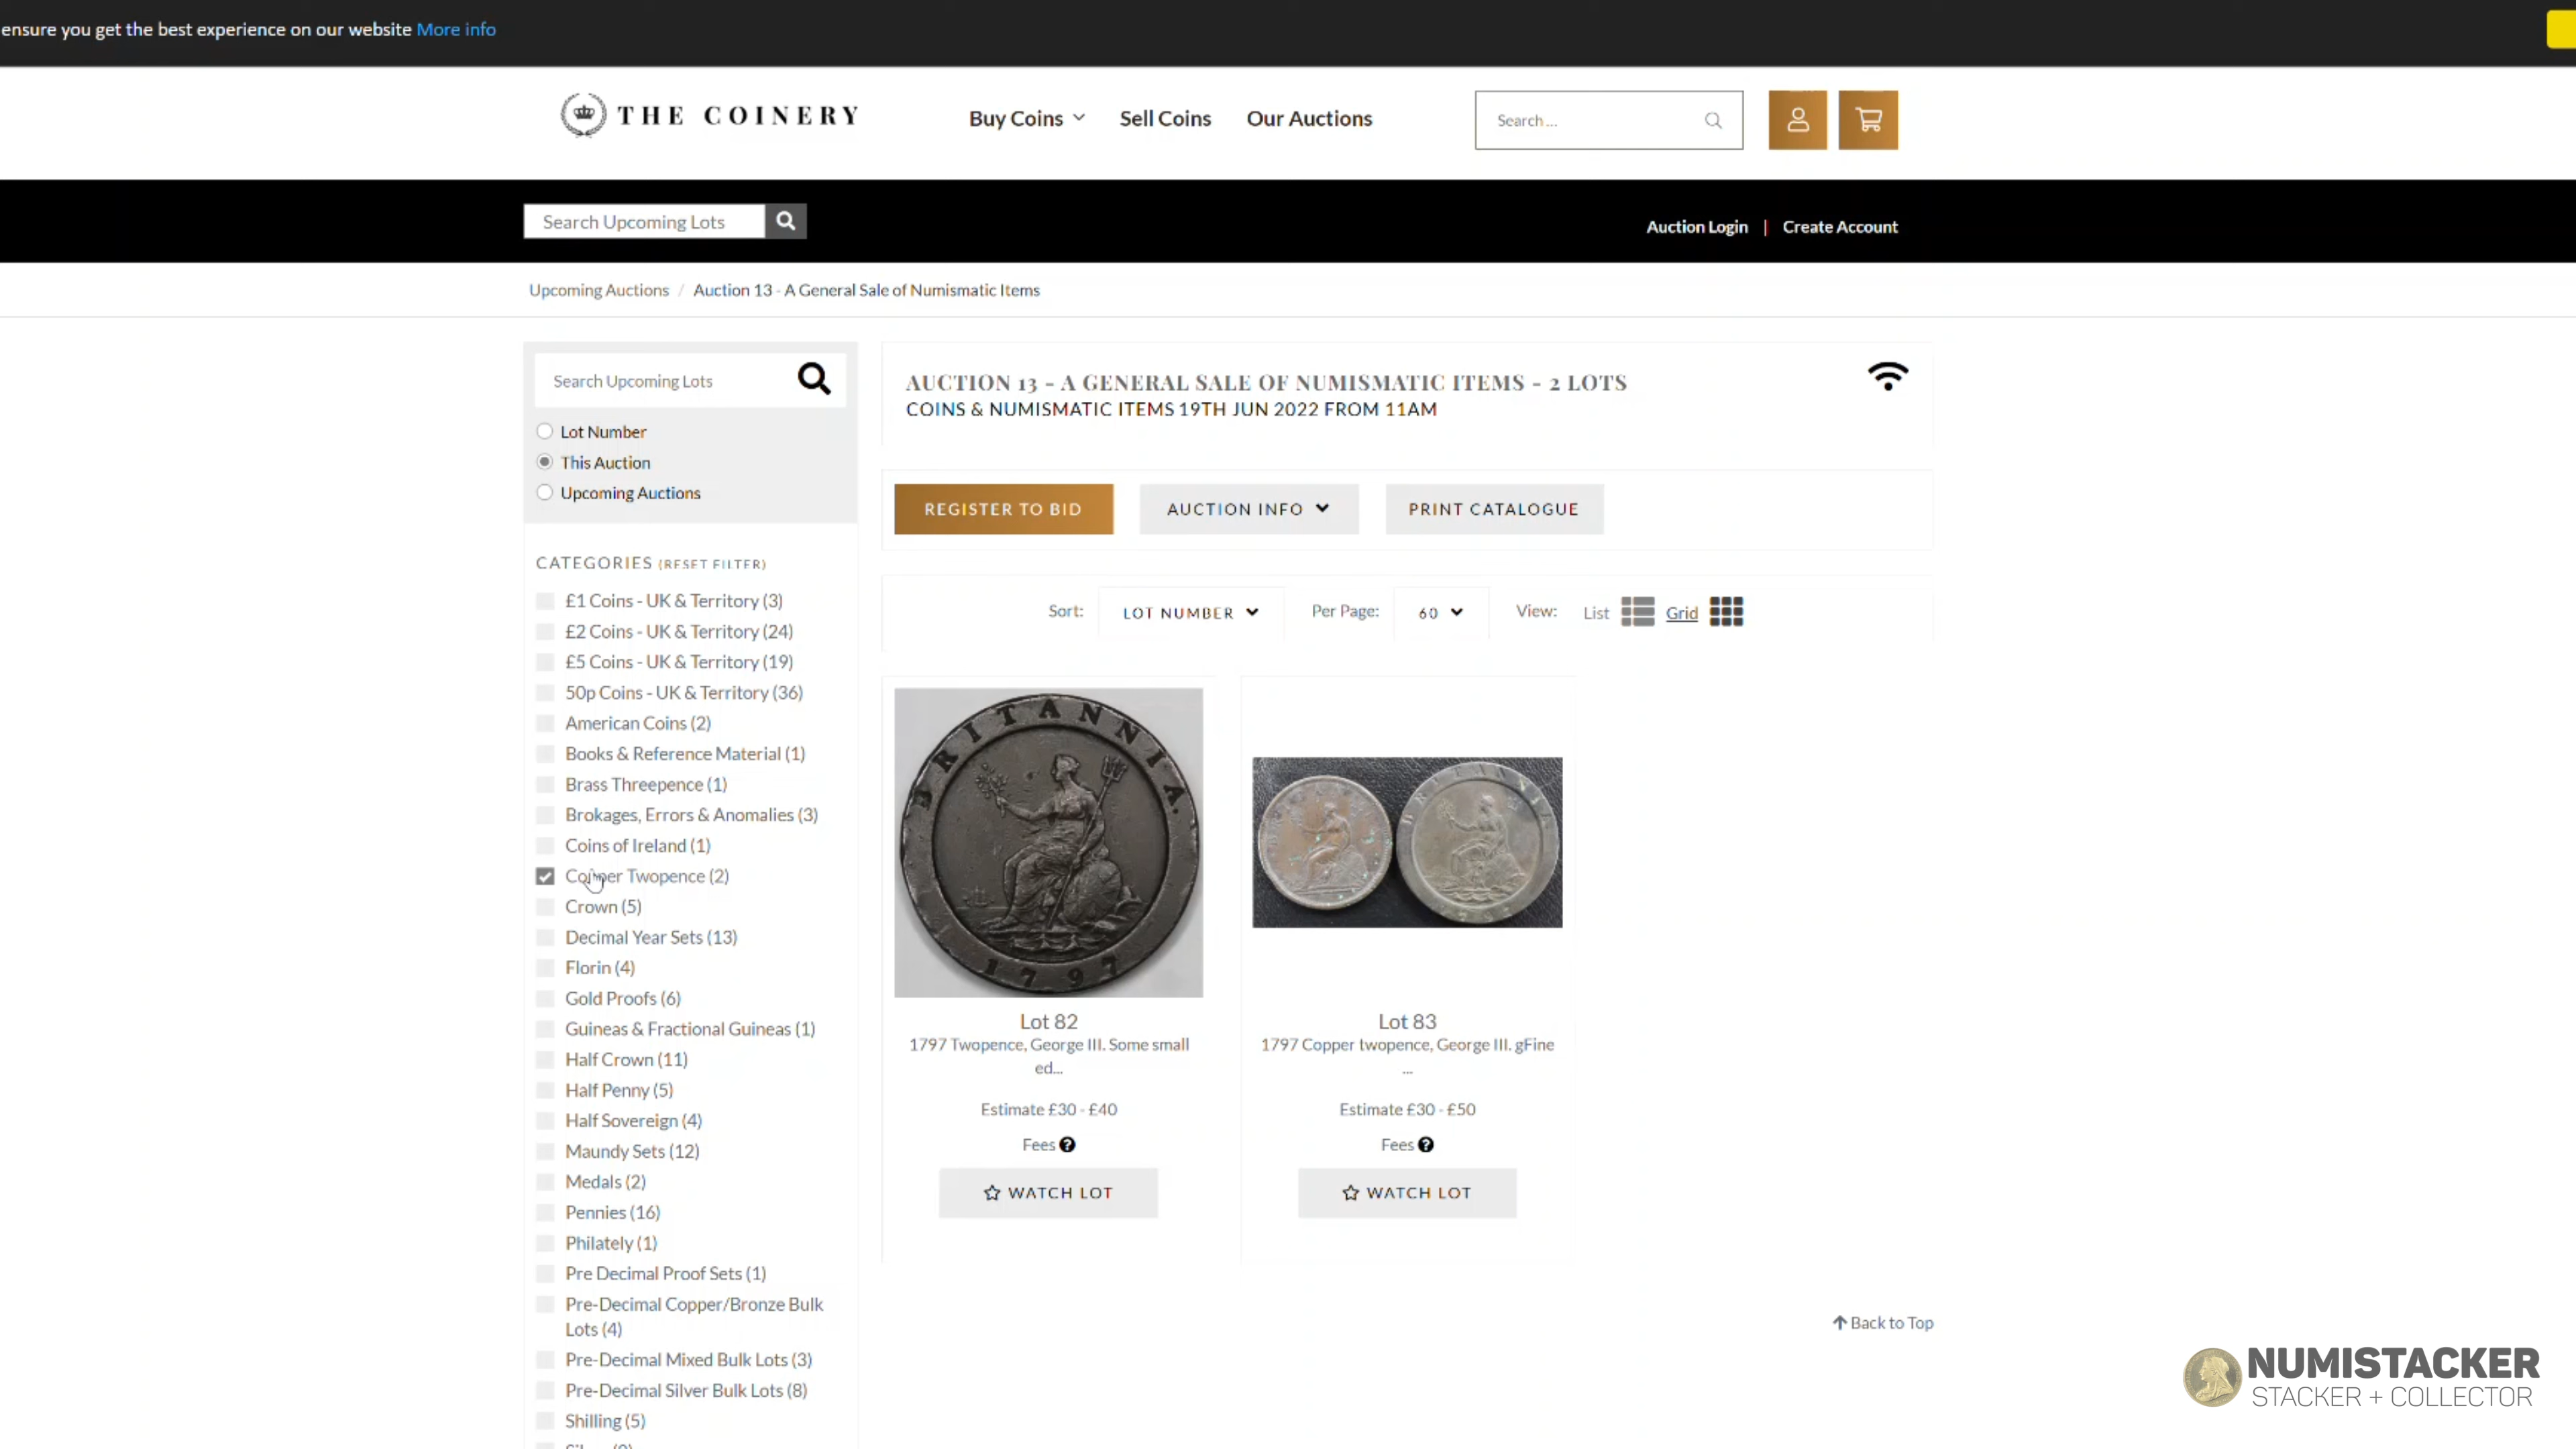 ensure you get the best experience on our website More info
THE COINERY
Buy Coins
Sell Coins
Our Auctions
Search ...
Search Upcoming Lots
Auction Login | Create Account
Upcoming Auctions / Auction 13 - A General Sale of Numismatic Items
Search Upcoming Lots
Lot Number
This Auction
Upcoming Auctions
CATEGORIES (RESET FILTER)
£1 Coins - UK & Territory (3)
£2 Coins - UK & Territory (24)
£5 Coins - UK & Territory (19)
50p Coins - UK & Territory (36)
American Coins (2)
Books & Reference Material (1)
Brass Threepence (1)
Brokages, Errors & Anomalies (3)
Coins of Ireland (1)
Copper Twopence (2)
Crown (5)
Decimal Year Sets (13)
Florin (4)
Gold Proofs (6)
Guineas & Fractional Guineas (1)
Half Crown (11)
Half Penny (5)
Half Sovereign (4)
Maundy Sets (12)
Medals (2)
Pennies (16)
Philately (1)
Pre Decimal Proof Sets (1)
Pre-Decimal Copper/Bronze Bulk
Lots (4)
Pre-Decimal Mixed Bulk Lots (3)
Pre-Decimal Silver Bulk Lots (8)
Shilling (5)
AUCTION 13 - A GENERAL SALE OF NUMISMATIC ITEMS - 2 LOTS
COINS & NUMISMATIC ITEMS 19TH JUN 2022 FROM 11AM
REGISTER TO BID
AUCTION INFO
PRINT CATALOGUE
Sort: LOT NUMBER
Per Page: 60
View: List Grid
BRITANNIA.
1797
Lot 82
1797 Twopence, George III. Some small
ed...
Estimate £30 - £40
Fees
WATCH LOT
Lot 83
1797 Copper twopence, George III. gFine
...
Estimate £30 - £50
Fees
WATCH LOT
Back to Top
NUMISTACKER
STACKER + COLLECTOR